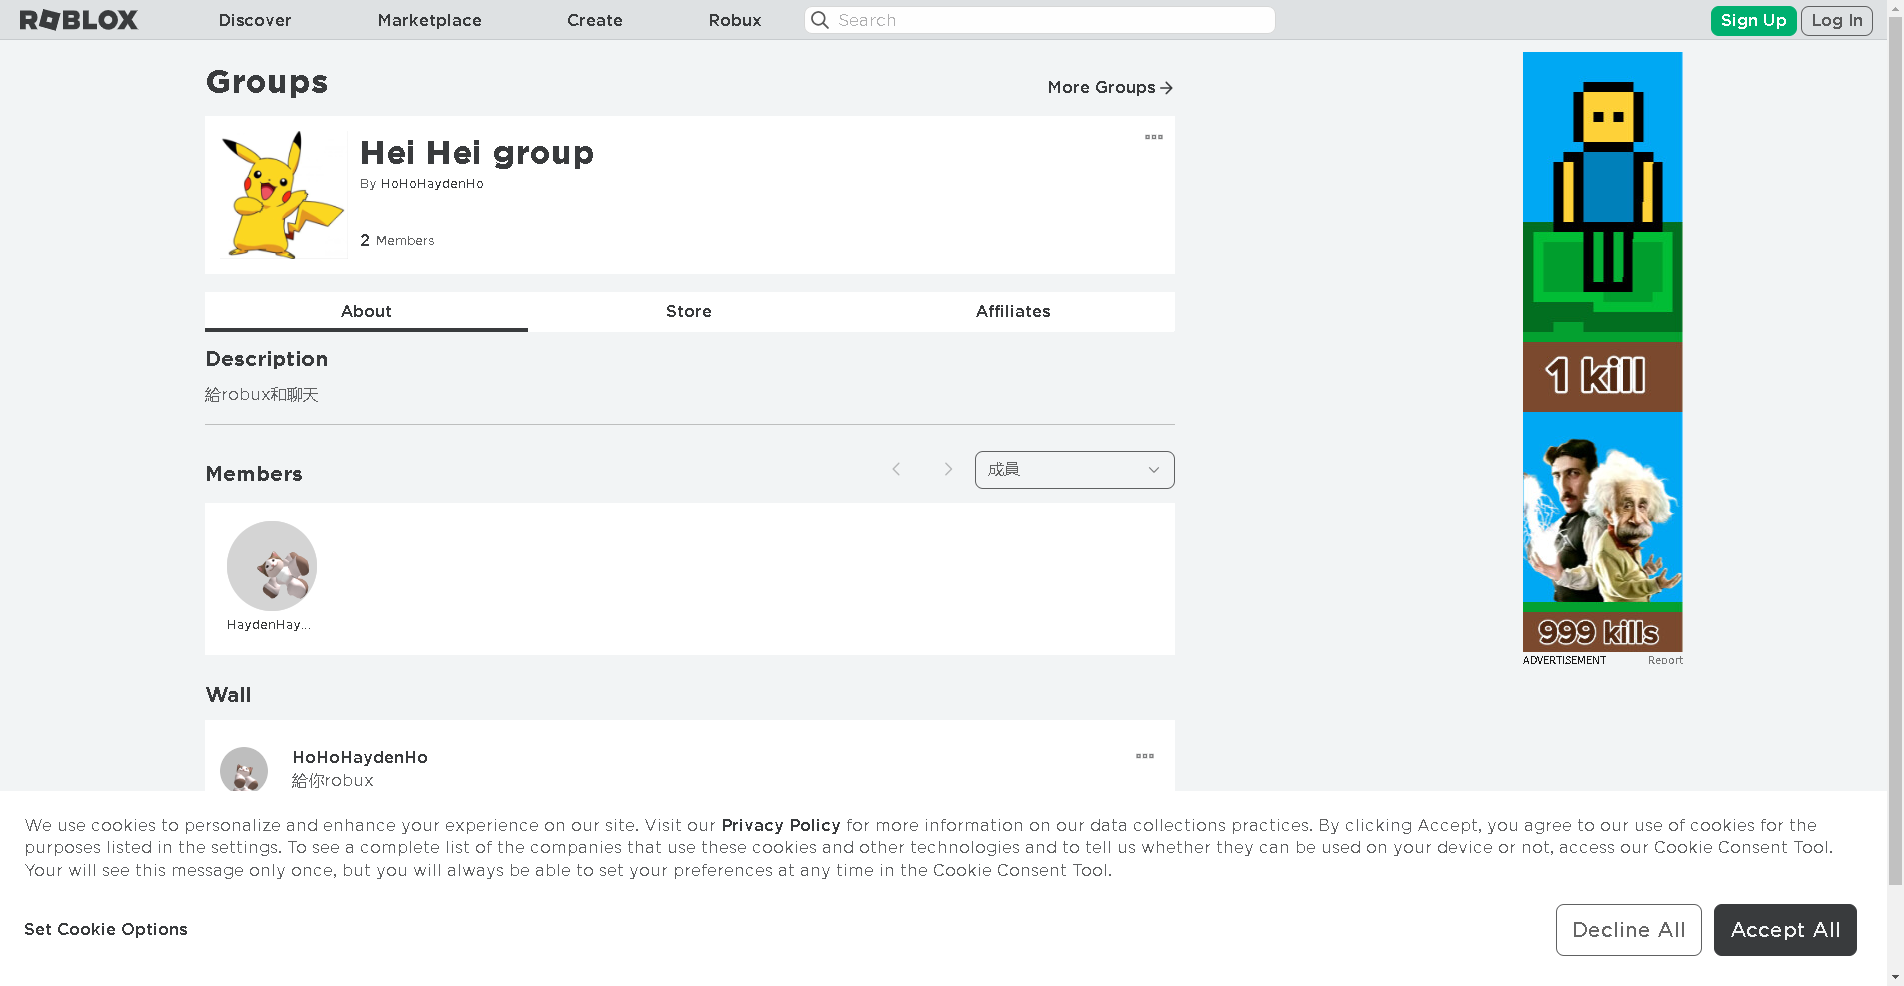 ROBLOX
Discover
Marketplace
Create
Robux
Search
Sign Up
Log In
Groups
More Groups
Hei Hei group
By HoHoHaydenHo
2 Members
About
Store
Affiliates
Description
給robux和聊天
Members
成員
HaydenHay...
Wall
HoHoHaydenHo
給你robux
1 kill
999 kills
ADVERTISEMENT
Report
We use cookies to personalize and enhance your experience on our site. Visit our Privacy Policy for more information on our data collections practices. By clicking Accept, you agree to our use of cookies for the
purposes listed in the settings. To see a complete list of the companies that use these cookies and other technologies and to tell us whether they can be used on your device or not, access our Cookie Consent Tool.
Your will see this message only once, but you will always be able to set your preferences at any time in the Cookie Consent Tool.
Set Cookie Options
Decline All
Accept All